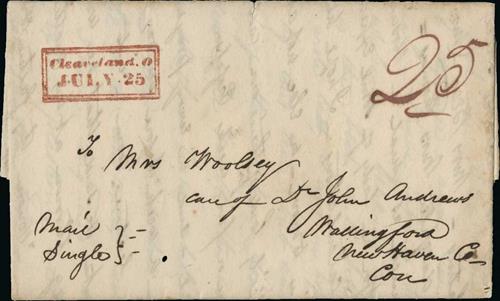 Cleaveland. O
JULY 25
25
To
Mrs Woolsey
care of Dr John Andrews
Wallingford
New Haven Co
Con
Mail
Single